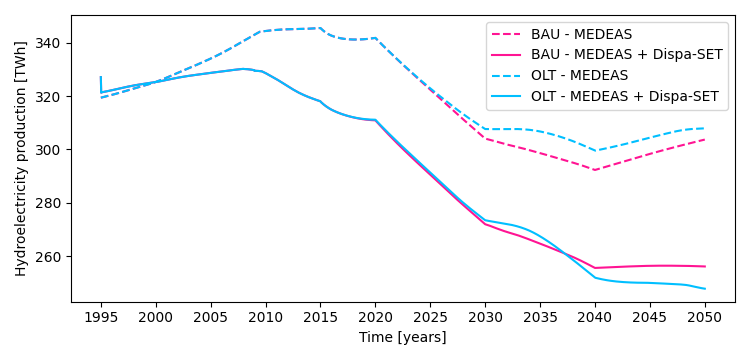 BAU - MEDEAS
BAU - MEDEAS + Dispa-SET
OLT - MEDEAS
OLT - MEDEAS + Dispa-SET
Hydroelectricity production [TWh]
340
320
300
280
260
1995 2000 2005 2010 2015 2020 2025 2030 2035 2040 2045 2050
Time [years]